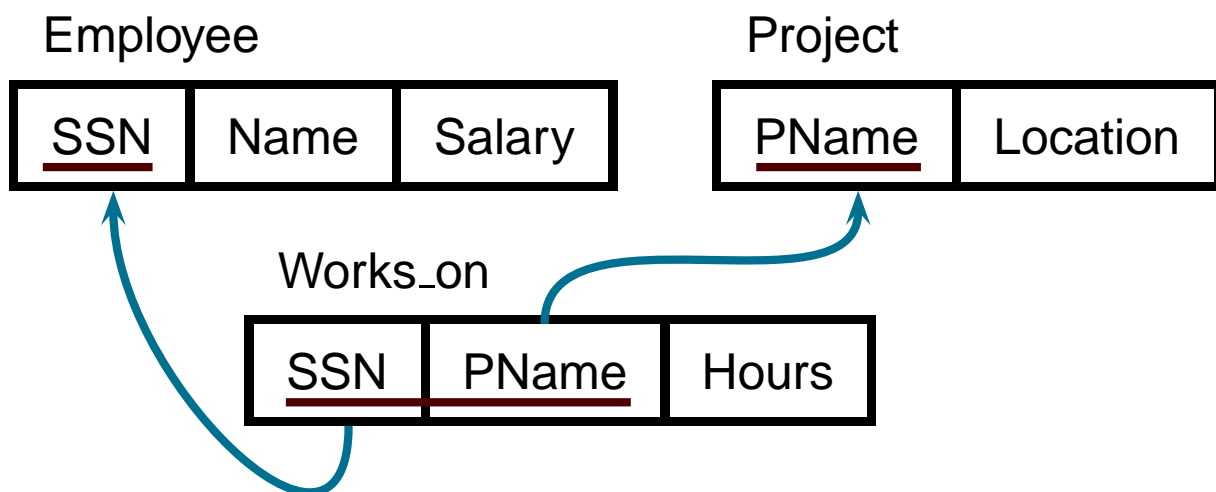 Employee Project
SSN Name Salary PName Location
Works_on
SSN PName Hours